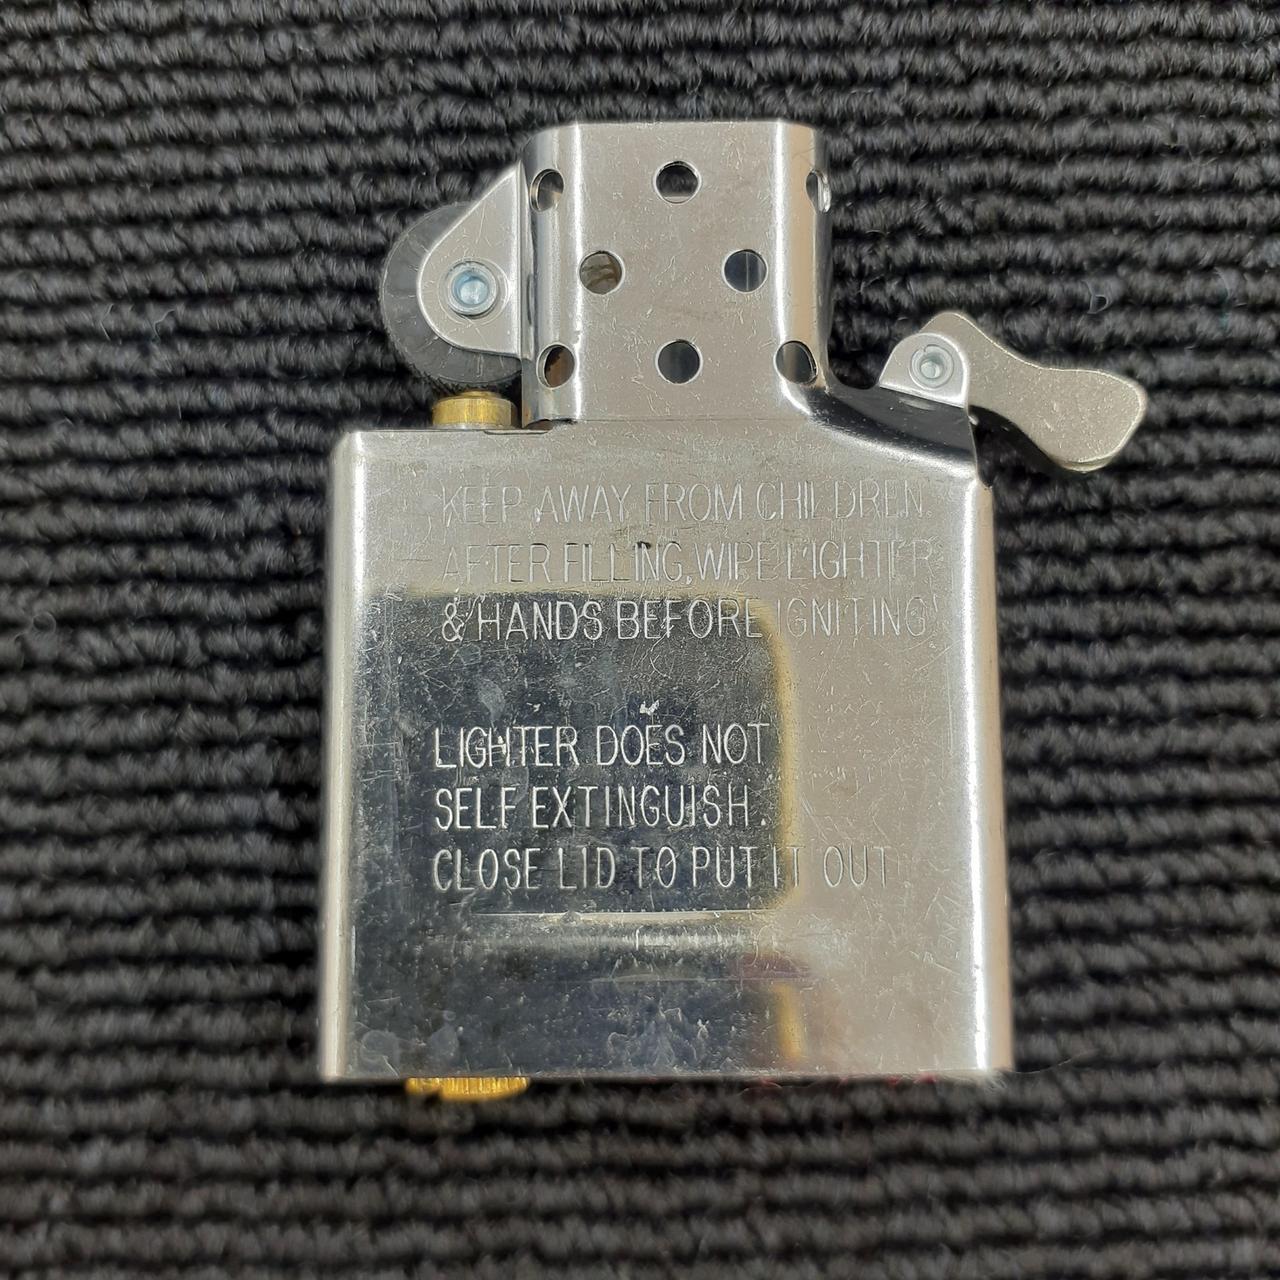 KEEP AWAY FROM CHILDREN.
AFTER FILLING, WIPE LIGHTER
& HANDS BEFORE IGNITING
LIGHTER DOES NOT
SELF EXTINGUISH.
CLOSE LID TO PUT IT OUT